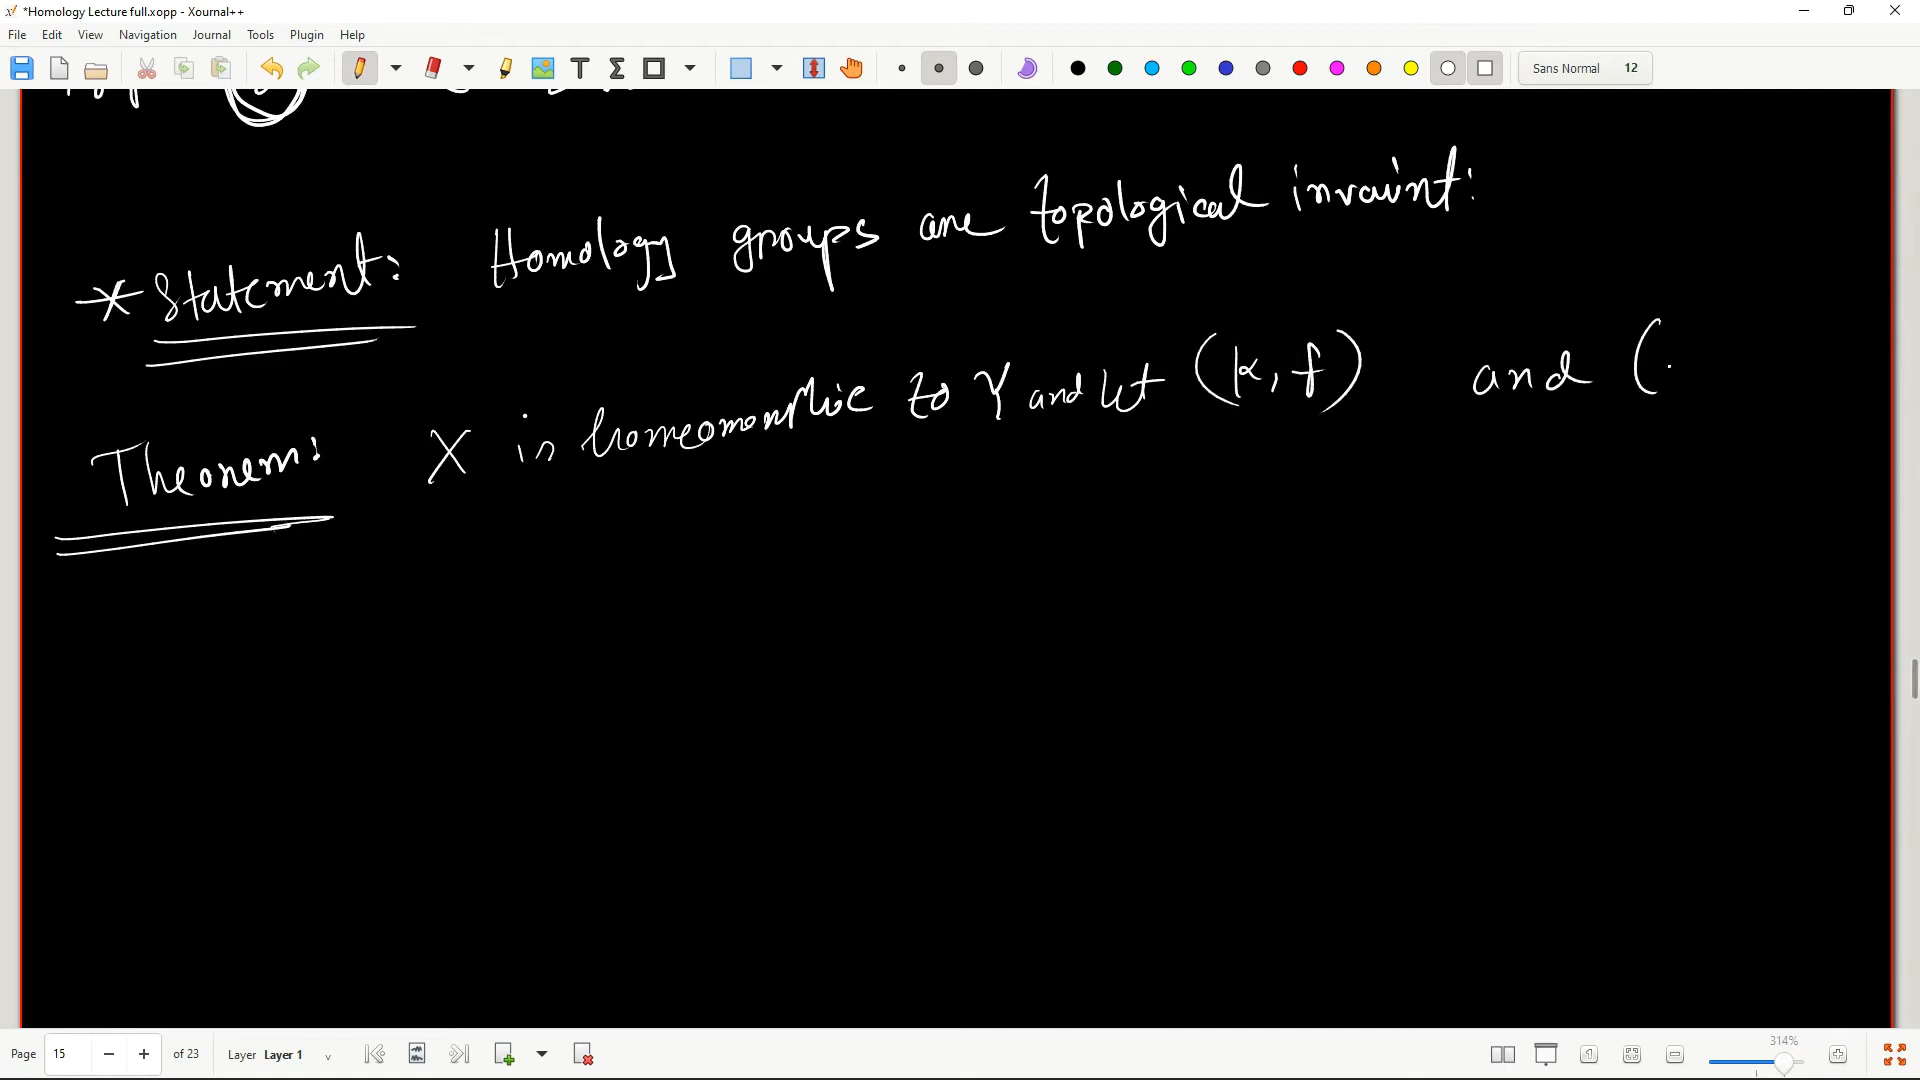 *Homology Lecture full.xopp - Xournal++
File Edit View Navigation Journal Tools Plugin Help
Sans Normal 12
* Statement: Homology groups are topological invaint:
Theorem: X is homeomorphic to Y and let (K, f) and (
Page 15 of 23 Layer Layer 1 314%